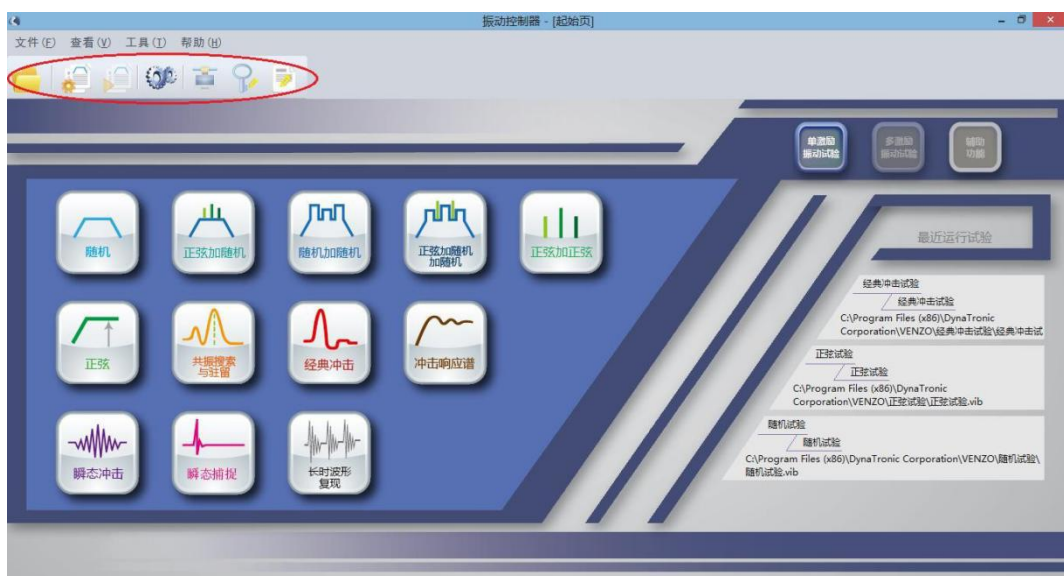 振动控制器 - [起始页]
文件(F) 查看(V) 工具(T) 帮助(H)
单激励
振动试验
多激励
振动试验
辅助
功能
随机
正弦加随机
随机加随机
正弦加随机
加随机
正弦加正弦
正弦
共振搜索
与驻留
经典冲击
冲击响应谱
瞬态冲击
瞬态捕捉
长时波形
复现
最近运行试验
经典冲击试验
经典冲击试验
C:\Program Files (x86)\DynaTronic
Corporation\VENZO\经典冲击试验\经典冲击试
正弦试验
正弦试验
C:\Program Files (x86)\DynaTronic
Corporation\VENZO\正弦试验\正弦试验.vib
随机试验
随机试验
C:\Program Files (x86)\DynaTronic Corporation\VENZO\随机试验\
随机试验.vib